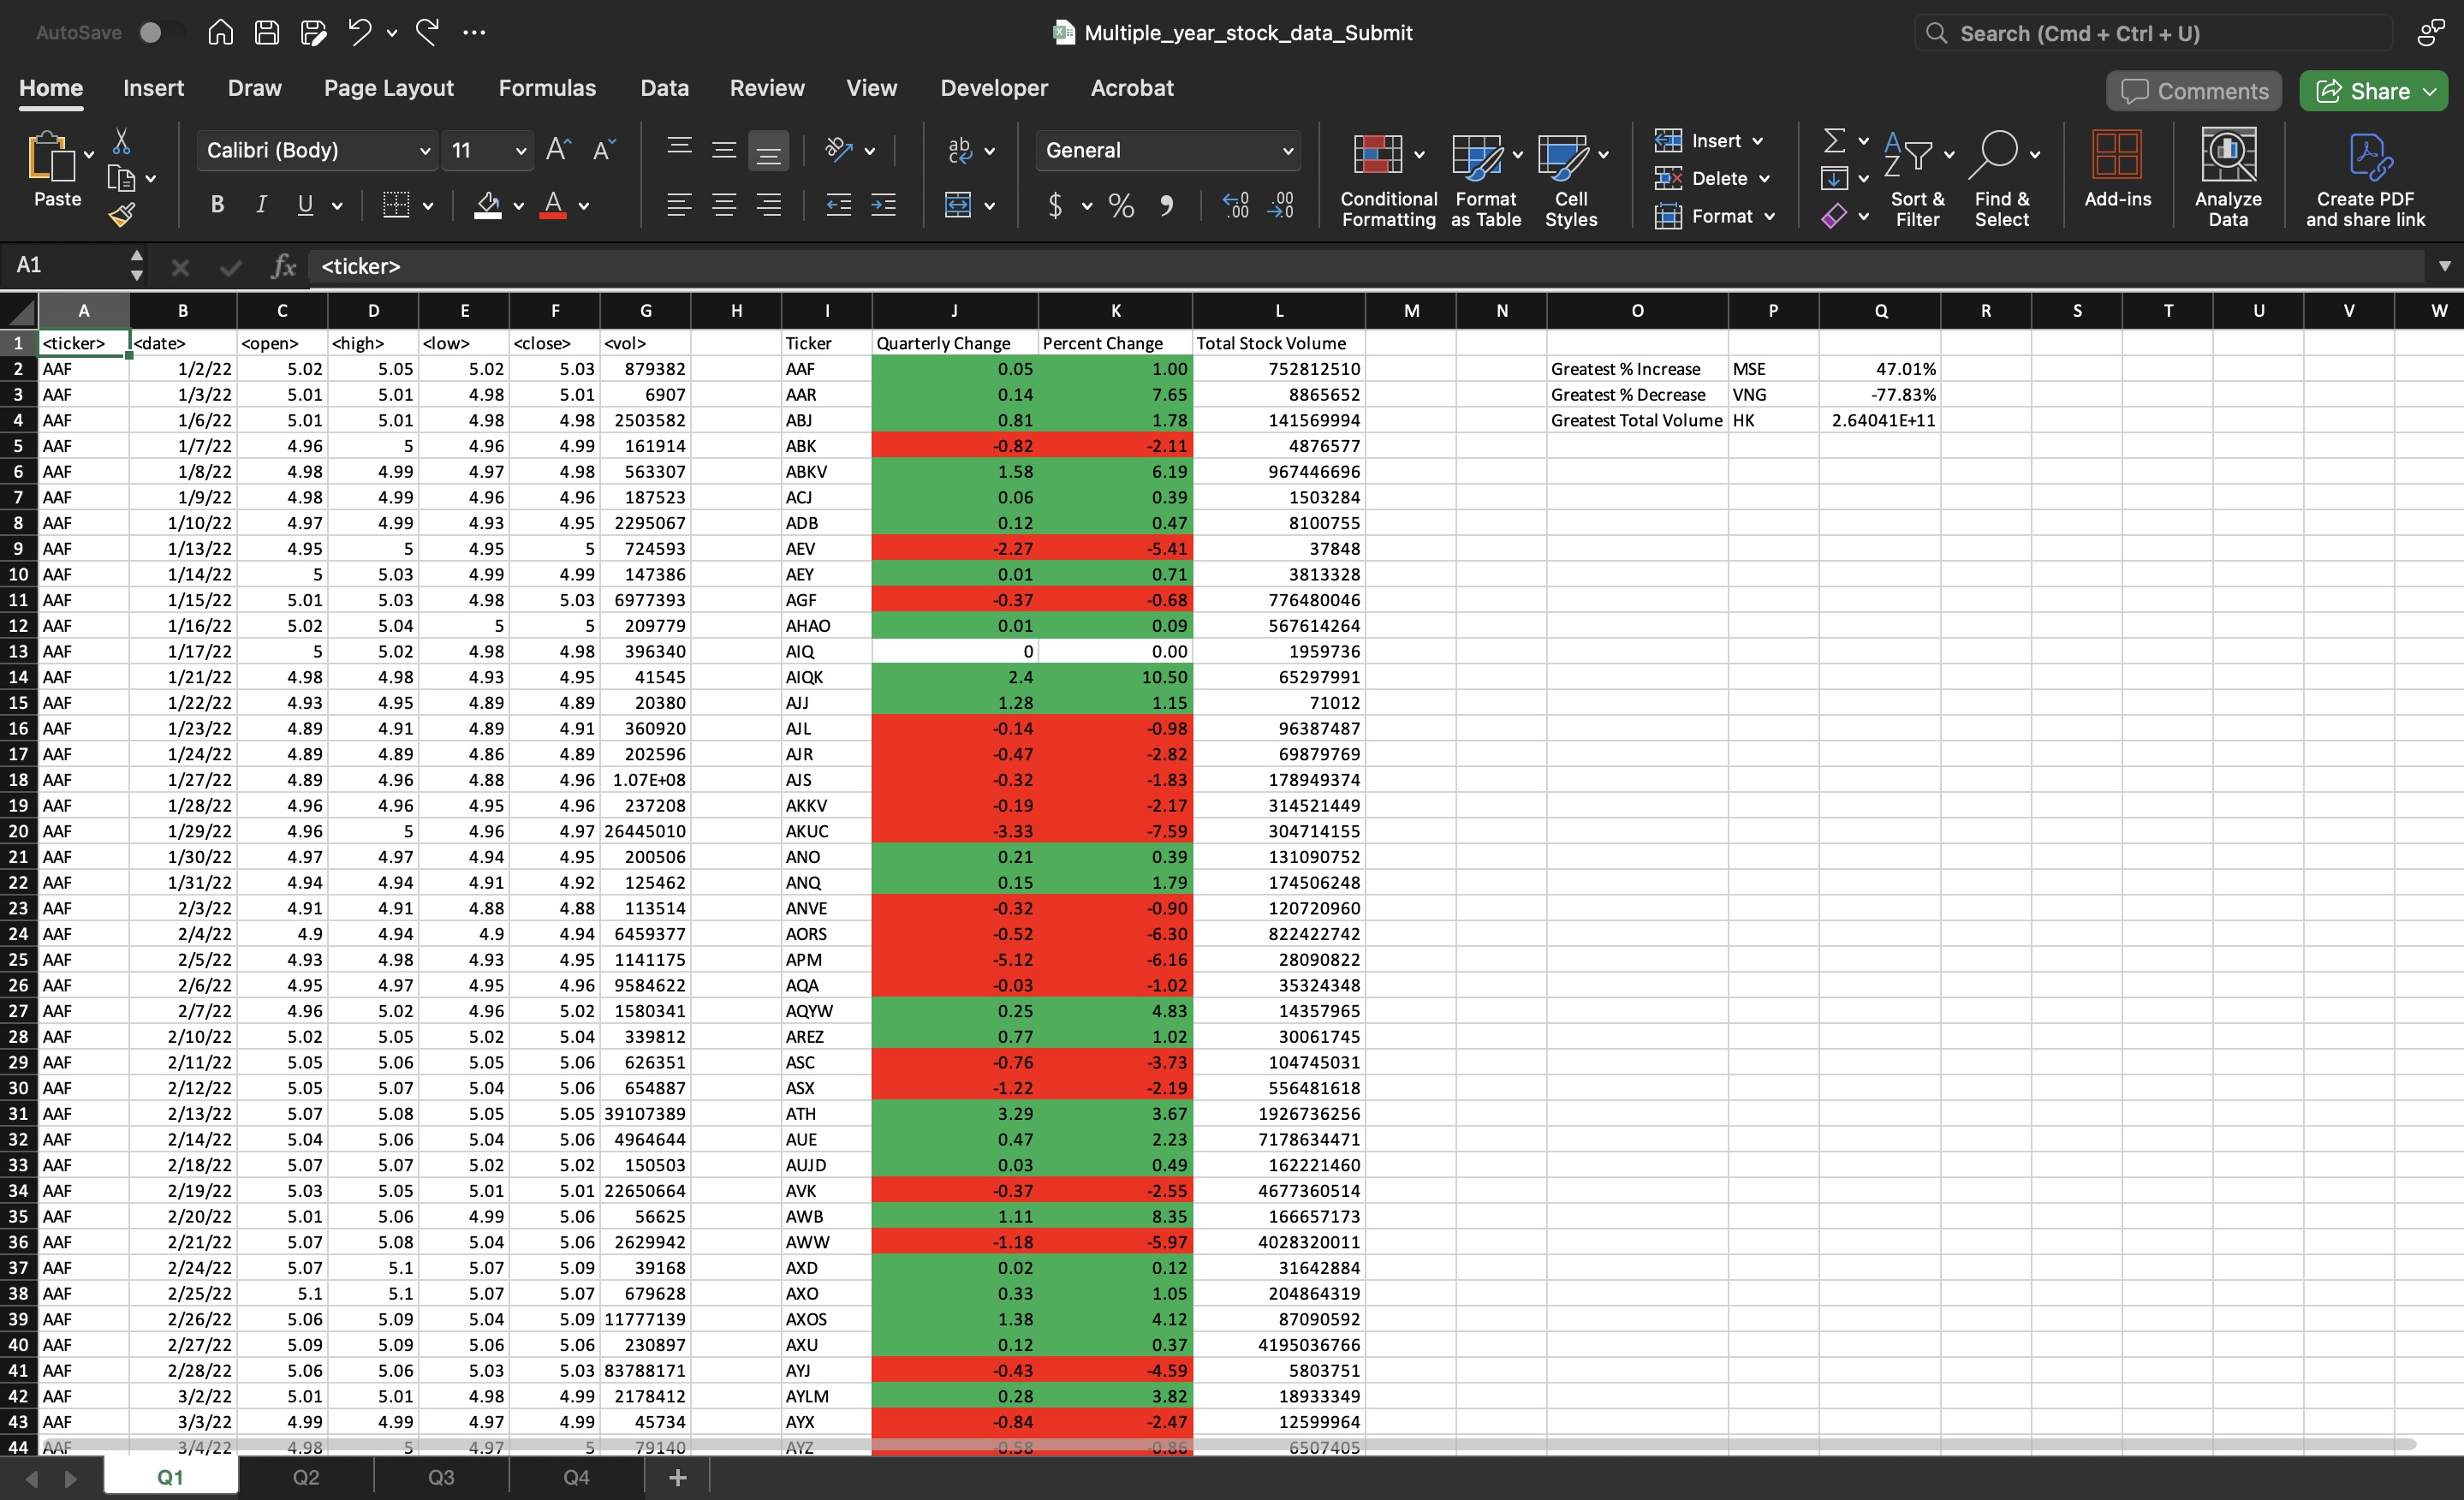 AutoSave Multiple_year_stock_data_Submit Search (Cmd + Ctrl + U)
Home Insert Draw Page Layout Formulas Data Review View Developer Acrobat Comments Share
Paste Calibri (Body) 11 General Conditional Formatting Format as Table Cell Styles Insert Delete Format Sort & Filter Find & Select Add-ins Analyze Data Create PDF and share link
A1 fx <ticker>
A B C D E F G H I J K L M N O P Q R S T U V W
1 <ticker> <date> <open> <high> <low> <close> <vol> Ticker Quarterly Change Percent Change Total Stock Volume
2 AAF 1/2/22 5.02 5.05 5.02 5.03 879382 AAF 0.05 1.00 752812510 Greatest % Increase MSE 47.01%
3 AAF 1/3/22 5.01 5.01 4.98 5.01 6907 AAR 0.14 7.65 8865652 Greatest % Decrease VNG -77.83%
4 AAF 1/6/22 5.01 5.01 4.98 4.98 2503582 ABJ 0.81 1.78 141569994 Greatest Total Volume HK 2.64041E+11
5 AAF 1/7/22 4.96 5 4.96 4.99 161914 ABK -0.82 -2.11 4876577
6 AAF 1/8/22 4.98 4.99 4.97 4.98 563307 ABKV 1.58 6.19 967446696
7 AAF 1/9/22 4.98 4.99 4.96 4.96 187523 ACJ 0.06 0.39 1503284
8 AAF 1/10/22 4.97 4.99 4.93 4.95 2295067 ADB 0.12 0.47 8100755
9 AAF 1/13/22 4.95 5 4.95 5 724593 AEV -2.27 -5.41 37848
10 AAF 1/14/22 5 5.03 4.99 4.99 147386 AEY 0.01 0.71 3813328
11 AAF 1/15/22 5.01 5.03 4.98 5.03 6977393 AGF -0.37 -0.68 776480046
12 AAF 1/16/22 5.02 5.04 5 5 209779 AHAO 0.01 0.09 567614264
13 AAF 1/17/22 5 5.02 4.98 4.98 396340 AIQ 0 0.00 1959736
14 AAF 1/21/22 4.98 4.98 4.93 4.95 41545 AIQK 2.4 10.50 65297991
15 AAF 1/22/22 4.93 4.95 4.89 4.89 20380 AJJ 1.28 1.15 71012
16 AAF 1/23/22 4.89 4.91 4.89 4.91 360920 AJL -0.14 -0.98 96387487
17 AAF 1/24/22 4.89 4.89 4.86 4.89 202596 AJR -0.47 -2.82 69879769
18 AAF 1/27/22 4.89 4.96 4.88 4.96 1.07E+08 AJS -0.32 -1.83 178949374
19 AAF 1/28/22 4.96 4.96 4.95 4.96 237208 AKKV -0.19 -2.17 314521449
20 AAF 1/29/22 4.96 5 4.96 4.97 26445010 AKUC -3.33 -7.59 304714155
21 AAF 1/30/22 4.97 4.97 4.94 4.95 200506 ANO 0.21 0.39 131090752
22 AAF 1/31/22 4.94 4.94 4.91 4.92 125462 ANQ 0.15 1.79 174506248
23 AAF 2/3/22 4.91 4.91 4.88 4.88 113514 ANVE -0.32 -0.90 120720960
24 AAF 2/4/22 4.9 4.94 4.9 4.94 6459377 AORS -0.52 -6.30 822422742
25 AAF 2/5/22 4.93 4.98 4.93 4.95 1141175 APM -5.12 -6.16 28090822
26 AAF 2/6/22 4.95 4.97 4.95 4.96 9584622 AQA -0.03 -1.02 35324348
27 AAF 2/7/22 4.96 5.02 4.96 5.02 1580341 AQYW 0.25 4.83 14357965
28 AAF 2/10/22 5.02 5.05 5.02 5.04 339812 AREZ 0.77 1.02 30061745
29 AAF 2/11/22 5.05 5.06 5.05 5.06 626351 ASC -0.76 -3.73 104745031
30 AAF 2/12/22 5.05 5.07 5.04 5.06 654887 ASX -1.22 -2.19 556481618
31 AAF 2/13/22 5.07 5.08 5.05 5.05 39107389 ATH 3.29 3.67 1926736256
32 AAF 2/14/22 5.04 5.06 5.04 5.06 4964644 AUE 0.47 2.23 7178634471
33 AAF 2/18/22 5.07 5.07 5.02 5.02 150503 AUJD 0.03 0.49 162221460
34 AAF 2/19/22 5.03 5.05 5.01 5.01 22650664 AVK -0.37 -2.55 4677360514
35 AAF 2/20/22 5.01 5.06 4.99 5.06 56625 AWB 1.11 8.35 166657173
36 AAF 2/21/22 5.07 5.08 5.04 5.06 2629942 AWW -1.18 -5.97 4028320011
37 AAF 2/24/22 5.07 5.1 5.07 5.09 39168 AXD 0.02 0.12 31642884
38 AAF 2/25/22 5.1 5.1 5.07 5.07 679628 AXO 0.33 1.05 204864319
39 AAF 2/26/22 5.06 5.09 5.04 5.09 11777139 AXOS 1.38 4.12 87090592
40 AAF 2/27/22 5.09 5.09 5.06 5.06 230897 AXU 0.12 0.37 4195036766
41 AAF 2/28/22 5.06 5.06 5.03 5.03 83788171 AYJ -0.43 -4.59 5803751
42 AAF 3/2/22 5.01 5.01 4.98 4.99 2178412 AYLM 0.28 3.82 18933349
43 AAF 3/3/22 4.99 4.99 4.97 4.99 45734 AYX -0.84 -2.47 12599964
44 AAF 3/4/22 4.98 5 4.97 5 79140 AYZ -0.58 -0.86 6507405
Q1 Q2 Q3 Q4 +